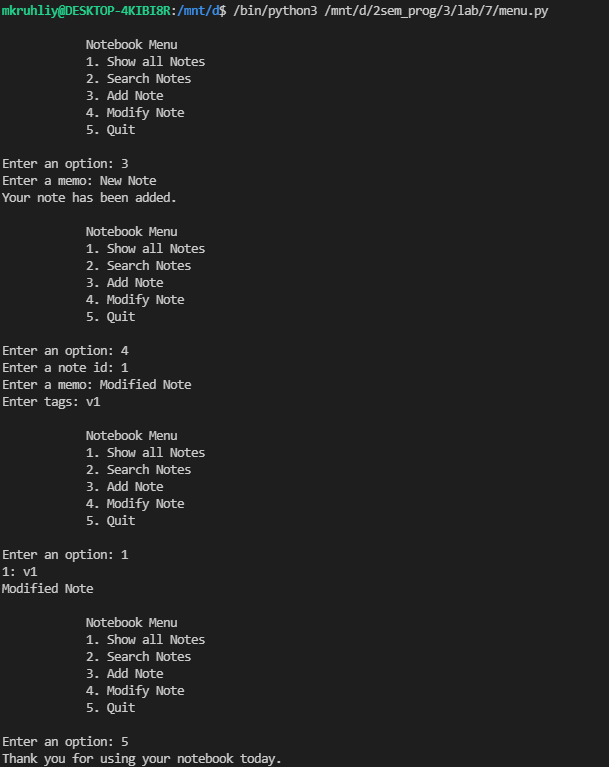 mkruhliy@DESKTOP-4KIBI8R:/mnt/d$ /bin/python3 /mnt/d/2sem_prog/3/lab/7/menu.py
Notebook Menu
1. Show all Notes
2. Search Notes
3. Add Note
4. Modify Note
5. Quit
Enter an option: 3
Enter a memo: New Note
Your note has been added.
Notebook Menu
1. Show all Notes
2. Search Notes
3. Add Note
4. Modify Note
5. Quit
Enter an option: 4
Enter a note id: 1
Enter a memo: Modified Note
Enter tags: v1
Notebook Menu
1. Show all Notes
2. Search Notes
3. Add Note
4. Modify Note
5. Quit
Enter an option: 1
1: v1
Modified Note
Notebook Menu
1. Show all Notes
2. Search Notes
3. Add Note
4. Modify Note
5. Quit
Enter an option: 5
Thank you for using your notebook today.